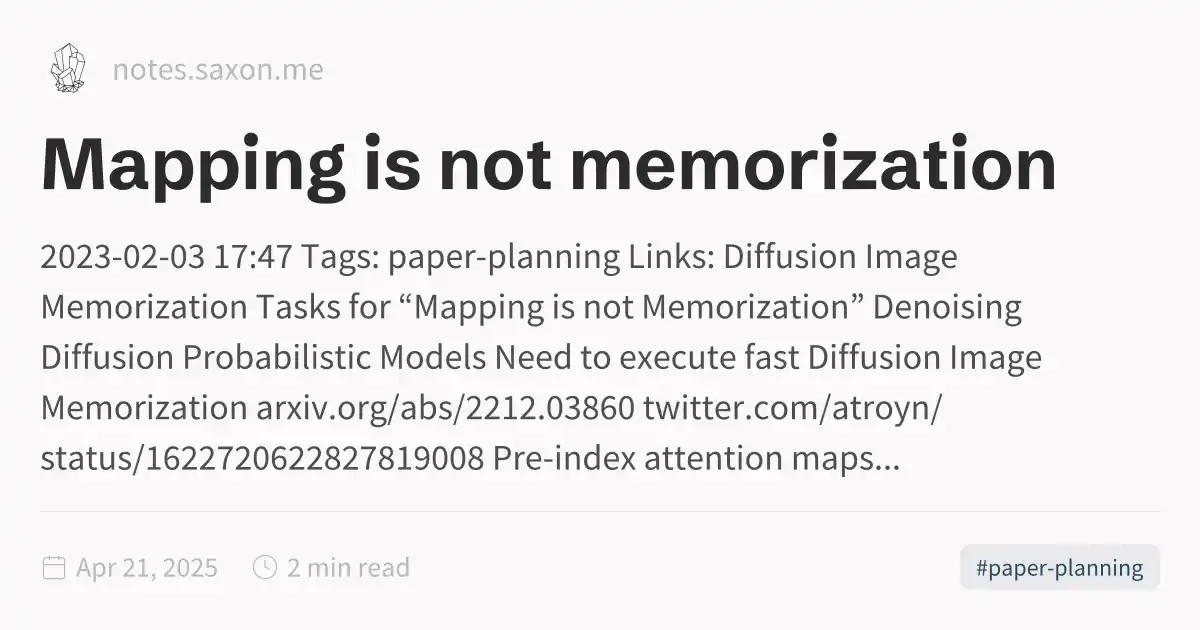 notes.saxon.me
Mapping is not memorization
2023-02-03 17:47 Tags: paper-planning Links: Diffusion Image
Memorization Tasks for “Mapping is not Memorization” Denoising
Diffusion Probabilistic Models Need to execute fast Diffusion Image
Memorization arxiv.org/abs/2212.03860 twitter.com/atroyn/
status/1622720622827819008 Pre-index attention maps...
Apr 21, 2025 2 min read #paper-planning